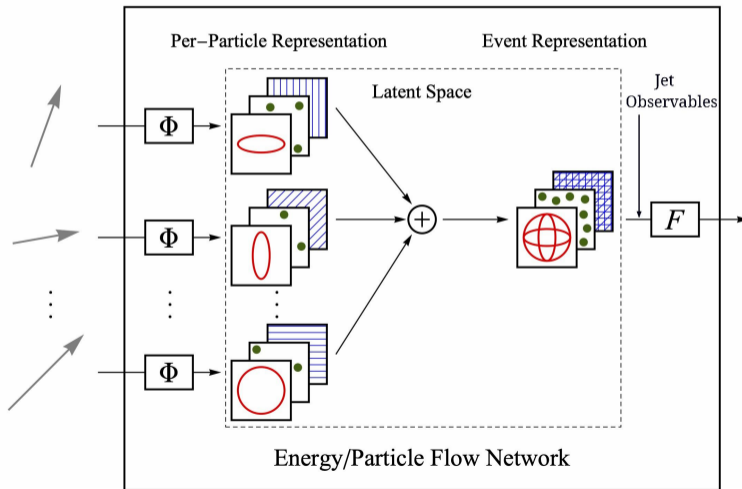 Per-Particle Representation
Event Representation
Latent Space
Jet
Observables
Φ
Φ
+
F
Φ
Energy/Particle Flow Network